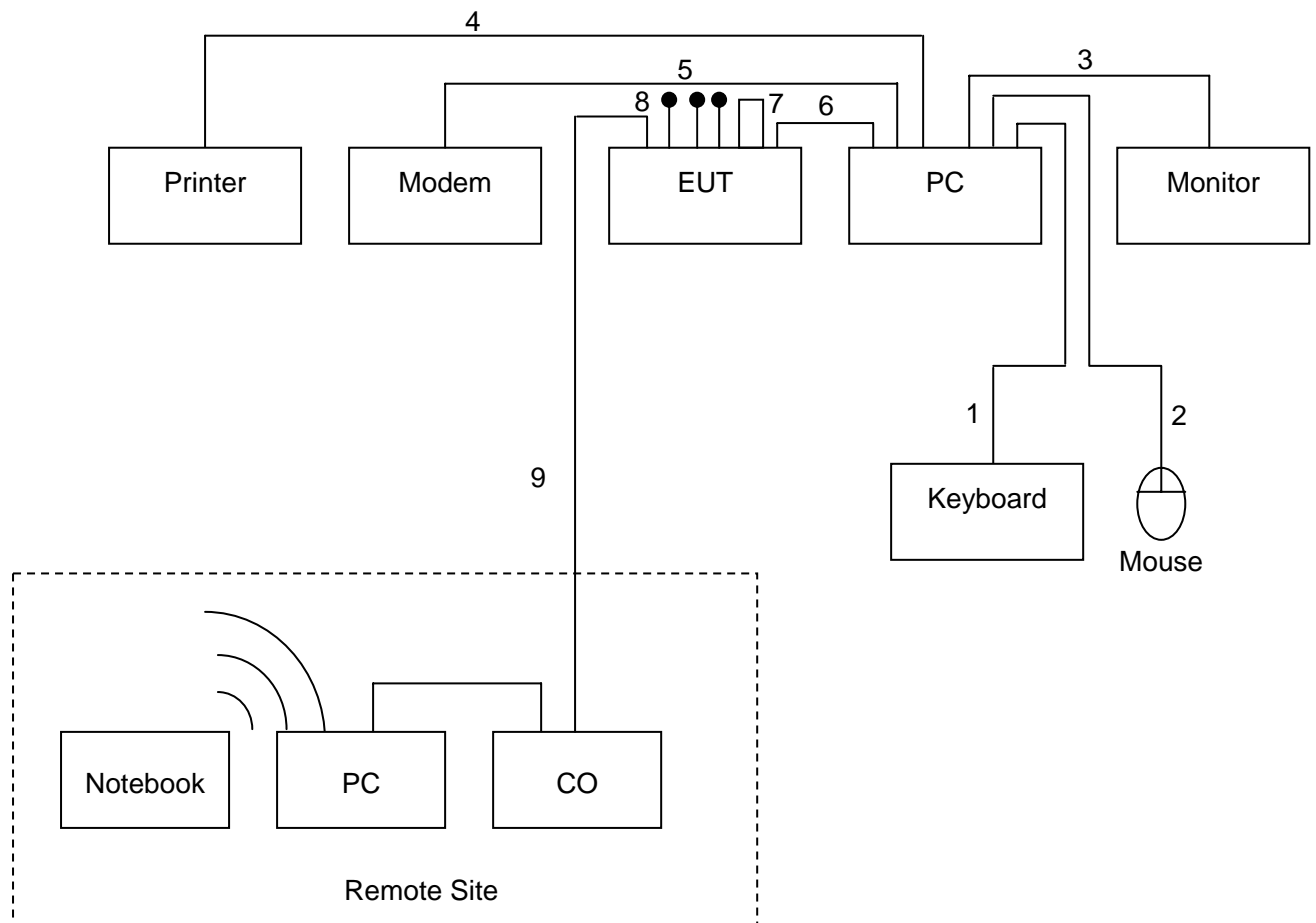 4
5
3
8
7
6
Printer
Modem
EUT
PC
Monitor
1
2
Keyboard
Mouse
9
Notebook
PC
CO
Remote Site